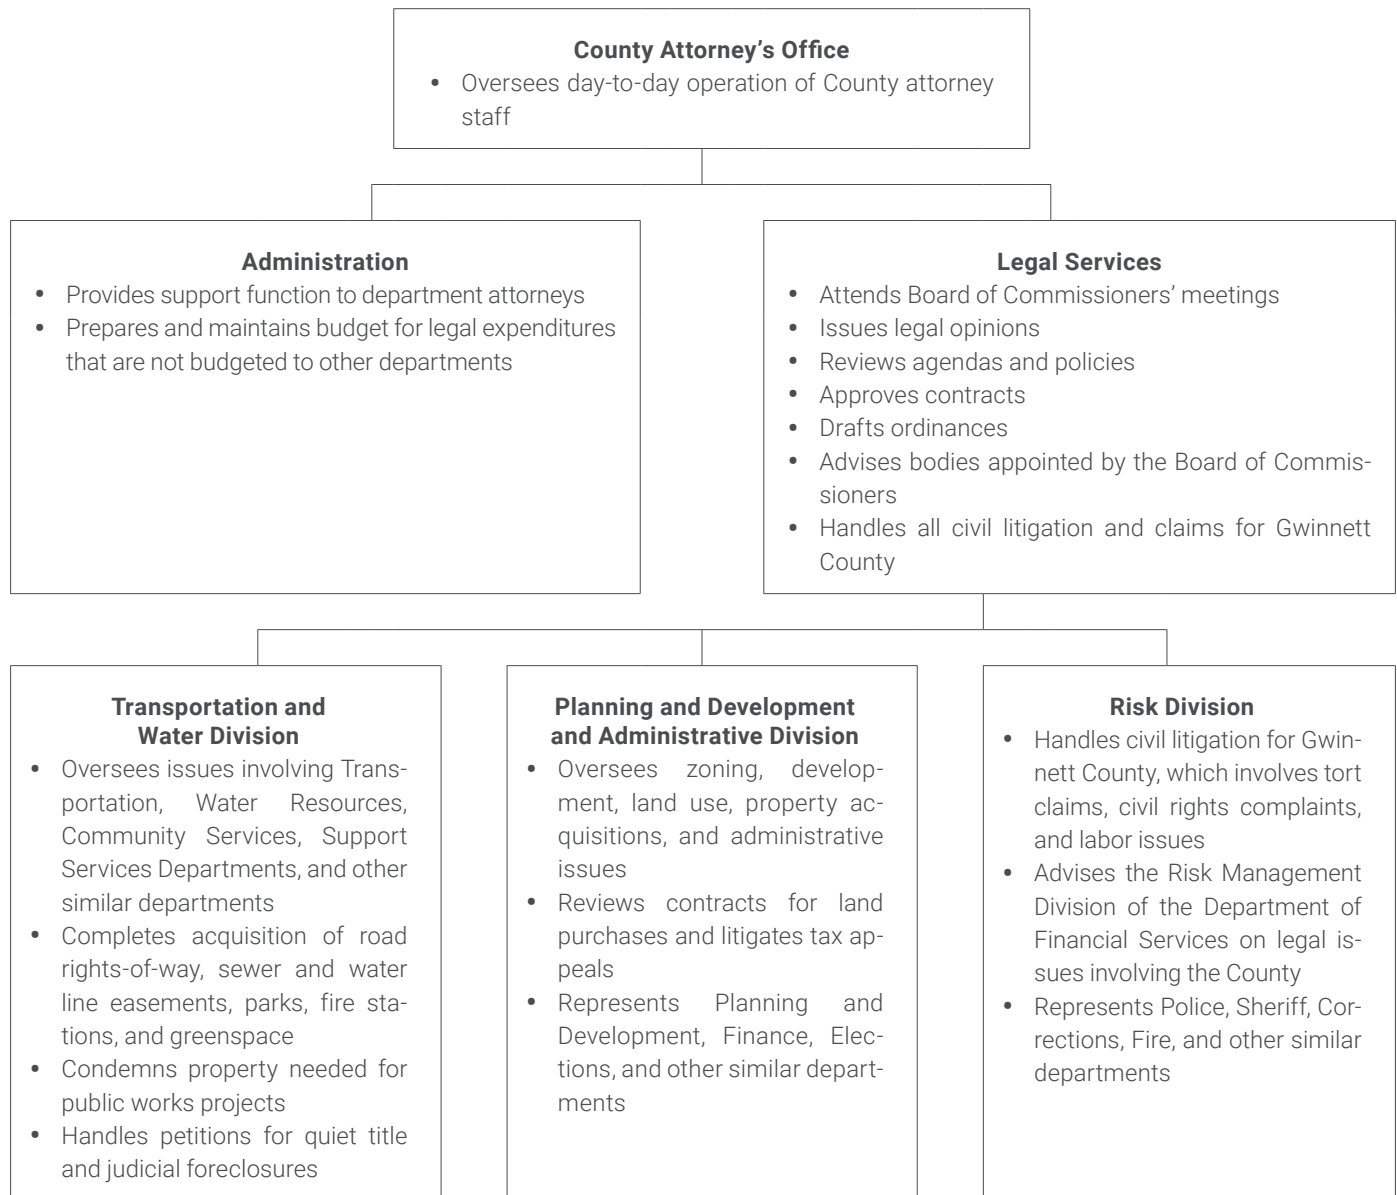 County Attorney’s Office
• Oversees day-to-day operation of County attorney
staff
Administration
• Provides support function to department attorneys
• Prepares and maintains budget for legal expenditures
that are not budgeted to other departments
Legal Services
• Attends Board of Commissioners’ meetings
• Issues legal opinions
• Reviews agendas and policies
• Approves contracts
• Drafts ordinances
• Advises bodies appointed by the Board of Commis-
sioners
• Handles all civil litigation and claims for Gwinnett
County
Transportation and
Water Division
• Oversees issues involving Trans-
portation, Water Resources,
Community Services, Support
Services Departments, and other
similar departments
• Completes acquisition of road
rights-of-way, sewer and water
line easements, parks, fire sta-
tions, and greenspace
• Condemns property needed for
public works projects
• Handles petitions for quiet title
and judicial foreclosures
Planning and Development
and Administrative Division
• Oversees zoning, develop-
ment, land use, property ac-
quisitions, and administrative
issues
• Reviews contracts for land
purchases and litigates tax ap-
peals
• Represents Planning and
Development, Finance, Elec-
tions, and other similar depart-
ments
Risk Division
• Handles civil litigation for Gwin-
nett County, which involves tort
claims, civil rights complaints,
and labor issues
• Advises the Risk Management
Division of the Department of
Financial Services on legal is-
sues involving the County
• Represents Police, Sheriff, Cor-
rections, Fire, and other similar
departments